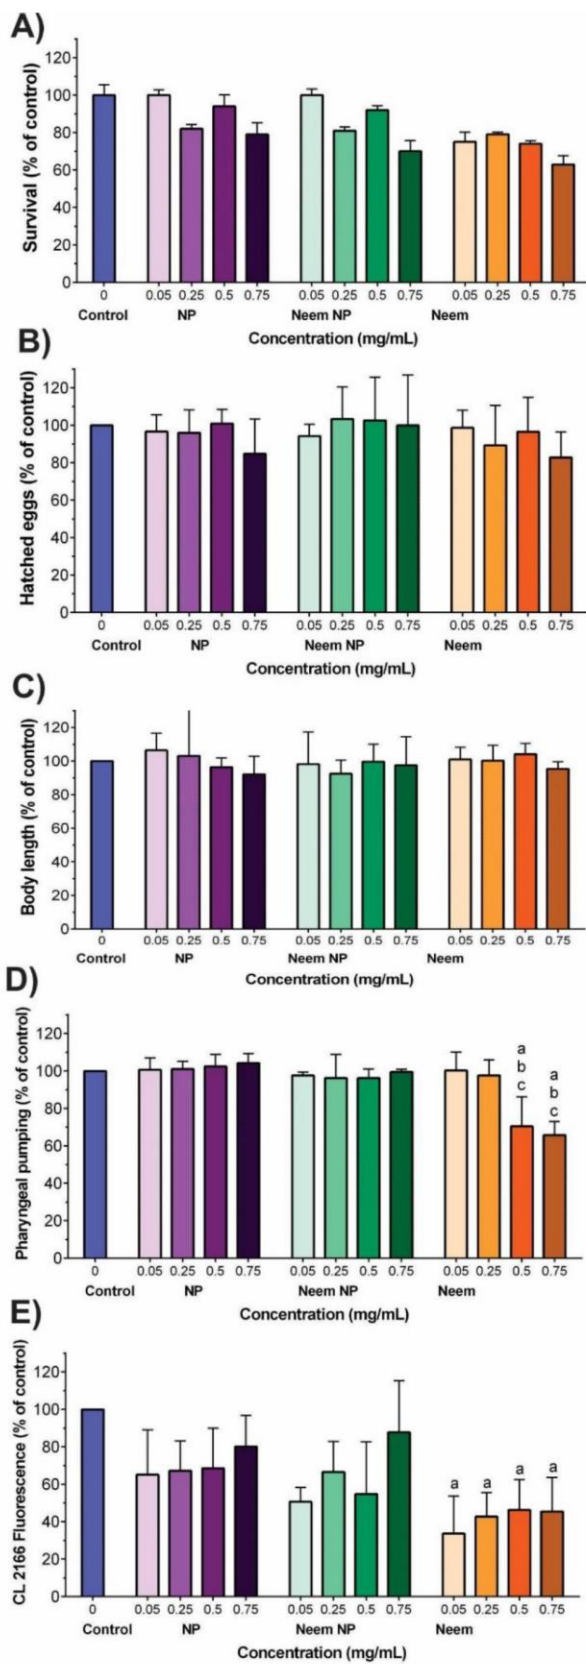 A)
Survival (% of control)
120
100
80
60
40
20
0
0 0.05 0.25 0.5 0.75 0.05 0.25 0.5 0.75 0.05 0.25 0.5 0.75
Control NP Neem NP Neem
Concentration (mg/mL)
B)
Hatched eggs (% of control)
120
100
80
60
40
20
0
0 0.05 0.25 0.5 0.75 0.05 0.25 0.5 0.75 0.05 0.25 0.5 0.75
Control NP Neem NP Neem
Concentration (mg/mL)
C)
Body length (% of control)
120
100
80
60
40
20
0
0 0.05 0.25 0.5 0.75 0.05 0.25 0.5 0.75 0.05 0.25 0.5 0.75
Control NP Neem NP Neem
Concentration (mg/mL)
D)
Pharyngeal pumping (% of control)
120
100
80
60
40
20
0
a a
b b
c c
0 0.05 0.25 0.5 0.75 0.05 0.25 0.5 0.75 0.05 0.25 0.5 0.75
Control NP Neem NP Neem
Concentration (mg/mL)
E)
CL 2166 Fluorescence (% of control)
120
100
80
60
40
20
0
a a a a
0 0.05 0.25 0.5 0.75 0.05 0.25 0.5 0.75 0.05 0.25 0.5 0.75
Control NP Neem NP Neem
Concentration (mg/mL)